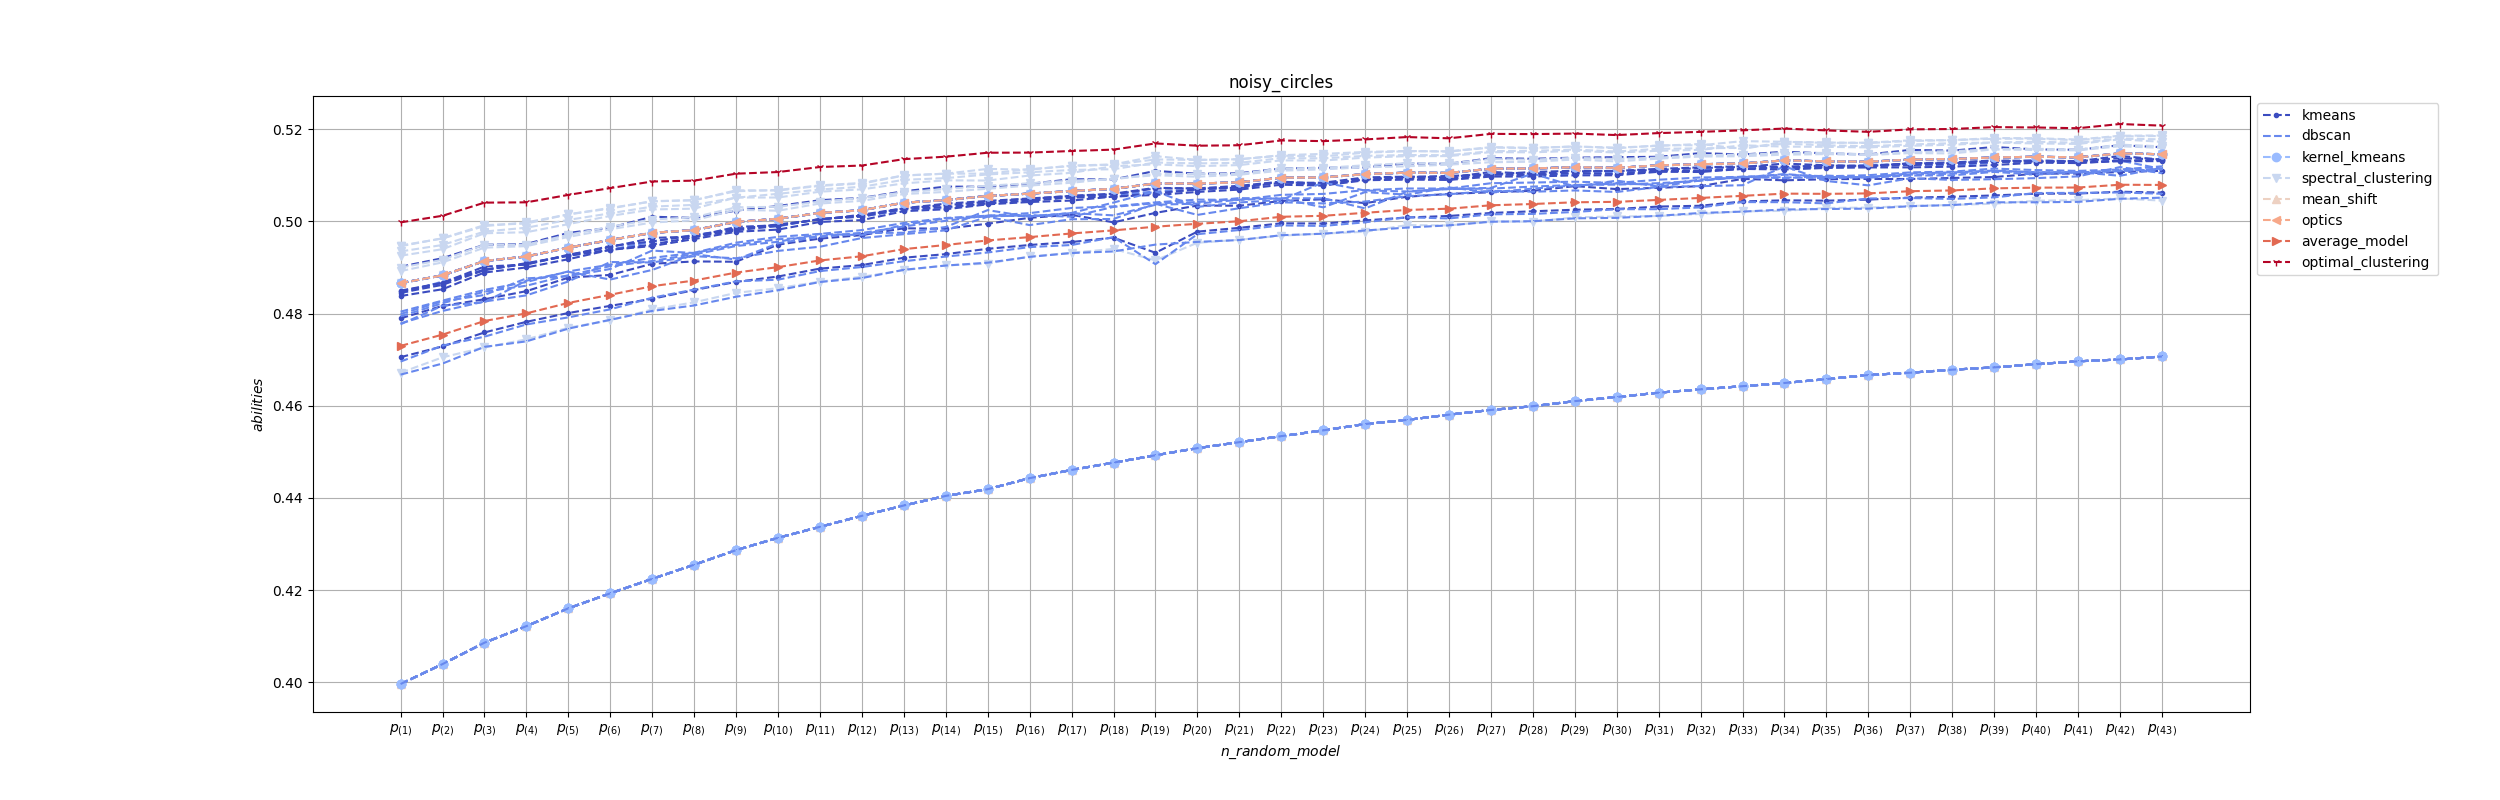 noisy_circles
0.52
0.50
0.48
0.46
0.44
0.42
0.40
abilities
p(1) p(2) p(3) p(4) p(5) p(6) p(7) p(8) p(9) p(10) p(11) p(12) p(13) p(14) p(15) p(16) p(17) p(18) p(19) p(20) p(21) p(22) p(23) p(24) p(25) p(26) p(27) p(28) p(29) p(30) p(31) p(32) p(33) p(34) p(35) p(36) p(37) p(38) p(39) p(40) p(41) p(42) p(43)
n_random_model
kmeans
dbscan
kernel_kmeans
spectral_clustering
mean_shift
optics
average_model
optimal_clustering